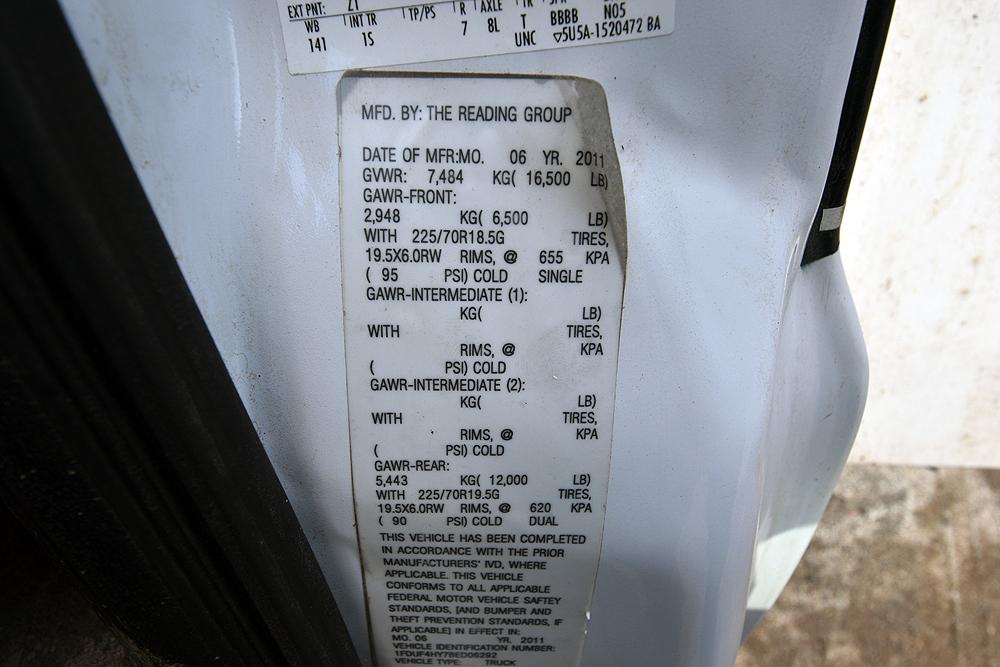 EXT PNT: Z1
WB INT TR TP/PS R AXLE TR
141 1S 7 8L T BBBB N05
UNC ▽5U5A-1520472 BA
MFD. BY: THE READING GROUP
DATE OF MFR:MO. 06 YR. 2011
GVWR: 7,484 KG( 16,500 LB)
GAWR-FRONT:
2,948 KG( 6,500 LB)
WITH 225/70R18.5G TIRES,
19.5X6.0RW RIMS, @ 655 KPA
( 95 PSI) COLD SINGLE
GAWR-INTERMEDIATE (1):
KG( LB)
WITH TIRES,
RIMS, @ KPA
( PSI) COLD
GAWR-INTERMEDIATE (2):
KG( LB)
WITH TIRES,
RIMS, @ KPA
( PSI) COLD
GAWR-REAR:
5,443 KG( 12,000 LB)
WITH 225/70R19.5G TIRES,
19.5X6.0RW RIMS, @ 620 KPA
( 90 PSI) COLD DUAL
THIS VEHICLE HAS BEEN COMPLETED
IN ACCORDANCE WITH THE PRIOR
MANUFACTURERS' IVD, WHERE
APPLICABLE. THIS VEHICLE
CONFORMS TO ALL APPLICABLE
FEDERAL MOTOR VEHICLE SAFTEY
STANDARDS, [AND BUMPER AND
THEFT PREVENTION STANDARDS, IF
APPLICABLE] IN EFFECT IN:
MO. 06 YR. 2011
VEHICLE IDENTIFICATION NUMBER:
1FDUF4HY7BED06292
VEHICLE TYPE: TRUCK